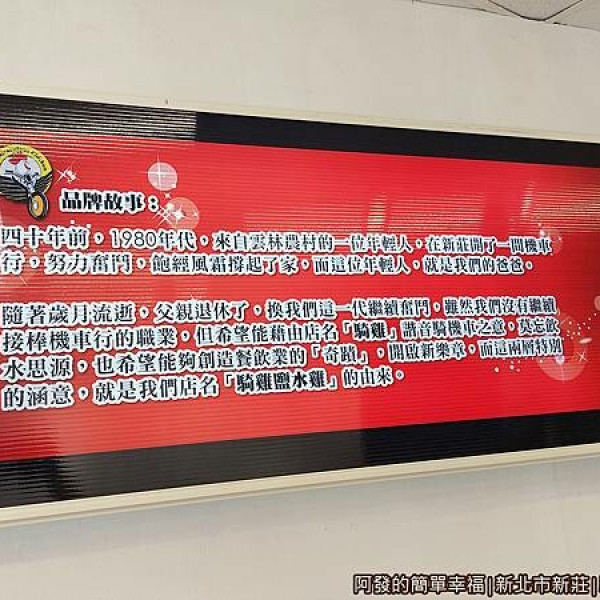 品牌故事：
四十年前，1980年代，來自雲林農村的一位年輕人，在新莊開了一間機車
行，努力奮鬥，飽經風霜撐起了家，而這位年輕人，就是我們的爸爸。
隨著歲月流逝，父親退休了，換我們這一代繼續奮鬥，雖然我們沒有繼續
接棒機車行的職業，但希望能藉由店名「騎雞」諧音騎機車之意，莫忘飲
水思源，也希望能夠創造餐飲業的「奇蹟」，開啟新樂章，而這兩層特別
的涵意，就是我們店名「騎雞鹽水雞」的由來。
阿發的簡單幸福|新北市新莊|